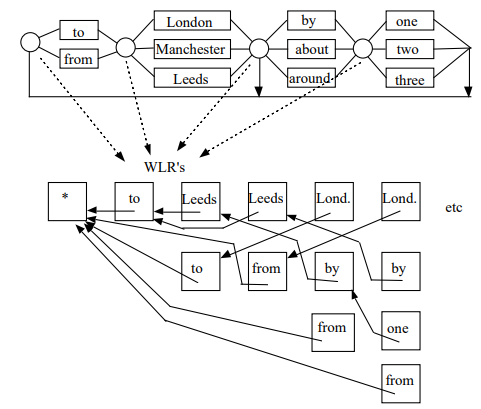 to
from
London
Manchester
Leeds
by
about
around
one
two
three
WLR's
* to Leeds Leeds Lond. Lond. etc
to from by by
from one
from